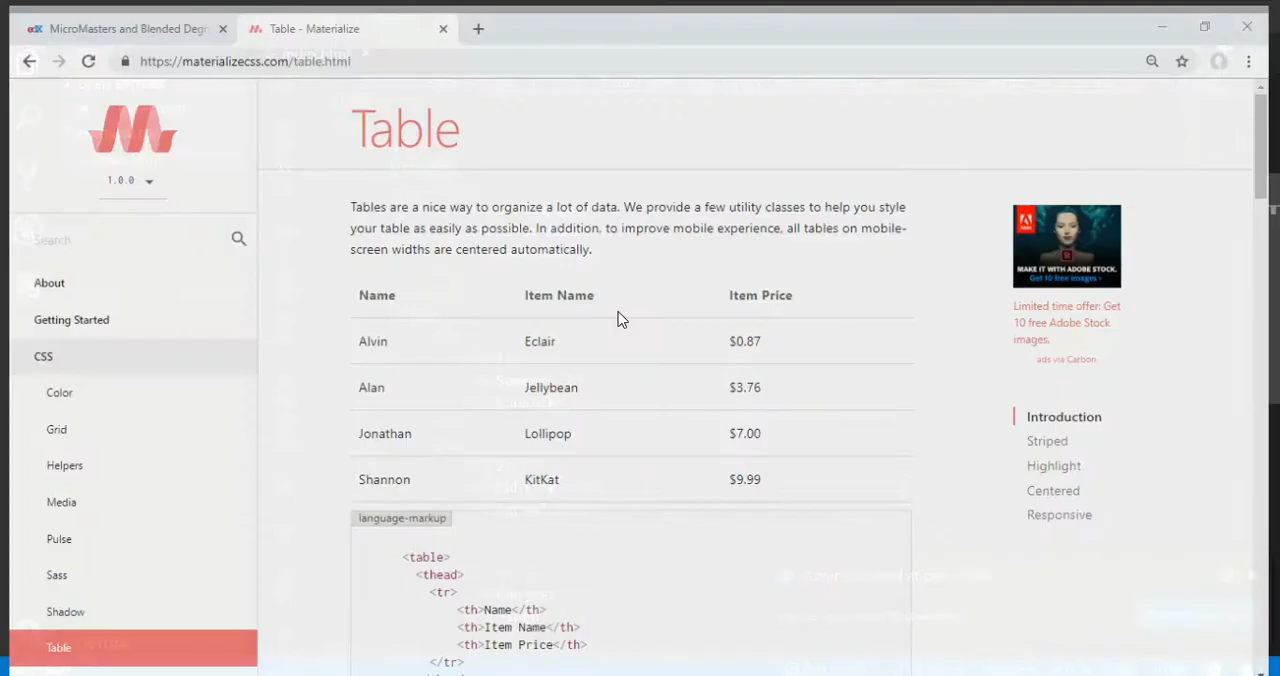 edX MicroMasters and Blended Degr
Table - Materialize
https://materializecss.com/table.html
1.0.0
Search
About
Getting Started
CSS
Color
Grid
Helpers
Media
Pulse
Sass
Shadow
Table
Table
Tables are a nice way to organize a lot of data. We provide a few utility classes to help you style
your table as easily as possible. In addition, to improve mobile experience, all tables on mobile-
screen widths are centered automatically.
Name Item Name Item Price
Alvin Eclair $0.87
Alan Jellybean $3.76
Jonathan Lollipop $7.00
Shannon KitKat $9.99
language-markup
<table>
<thead>
<tr>
<th>Name</th>
<th>Item Name</th>
<th>Item Price</th>
</tr>
MAKE IT WITH ADOBE STOCK.
Get 10 free images ›
Limited time offer: Get
10 free Adobe Stock
images.
ads via Carbon
Introduction
Striped
Highlight
Centered
Responsive